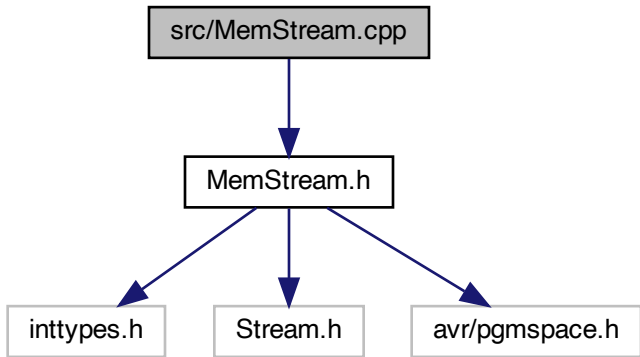 src/MemStream.cpp
MemStream.h
inttypes.h
Stream.h
avr/pgmspace.h